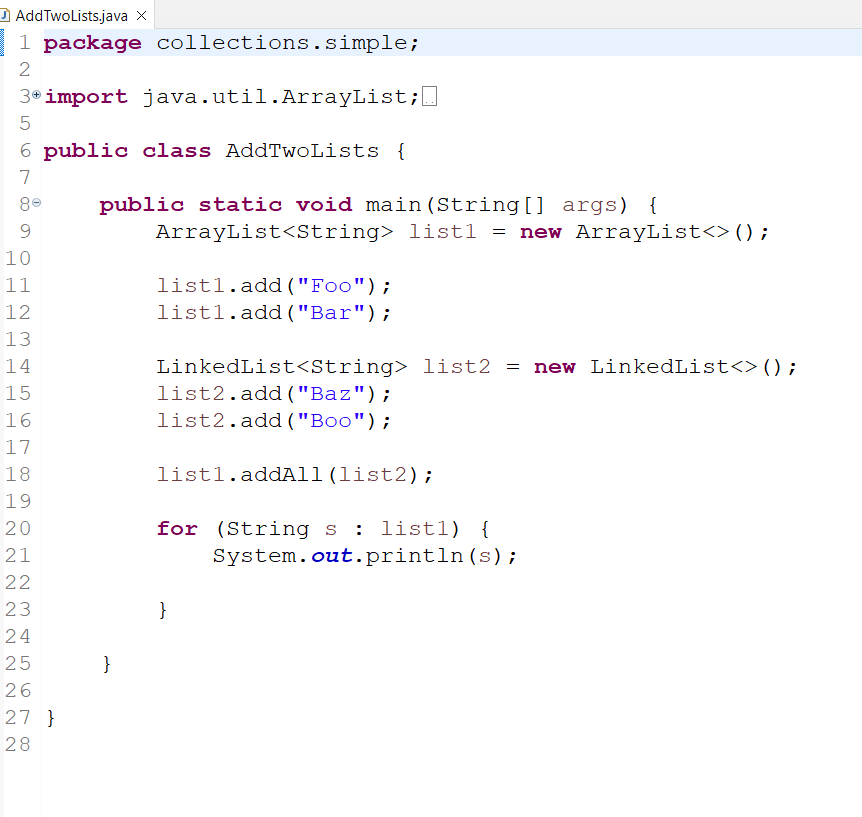 AddTwoLists.java
1 package collections.simple;
2
3 import java.util.ArrayList;
5
6 public class AddTwoLists {
7
8 public static void main(String[] args) {
9 ArrayList<String> list1 = new ArrayList<>();
10
11 list1.add("Foo");
12 list1.add("Bar");
13
14 LinkedList<String> list2 = new LinkedList<>();
15 list2.add("Baz");
16 list2.add("Boo");
17
18 list1.addAll(list2);
19
20 for (String s : list1) {
21 System.out.println(s);
22
23 }
24
25 }
26
27 }
28